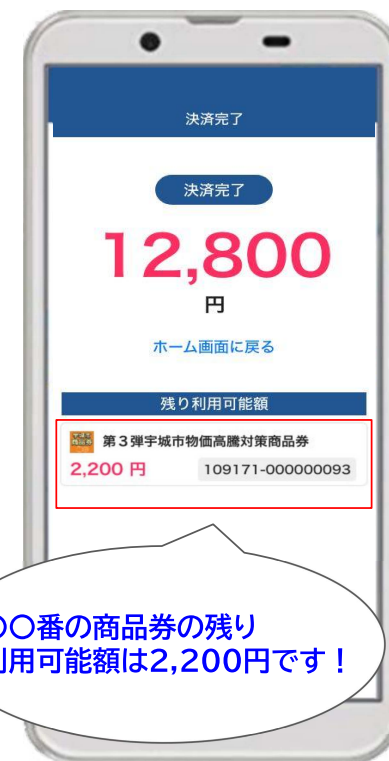 決済完了
決済完了
12,800
円
ホーム画面に戻る
残り利用可能額
第3弾宇城市物価高騰対策商品券
2,200 円
109171-000000093
〇〇番の商品券の残り
利用可能額は2,200円です！